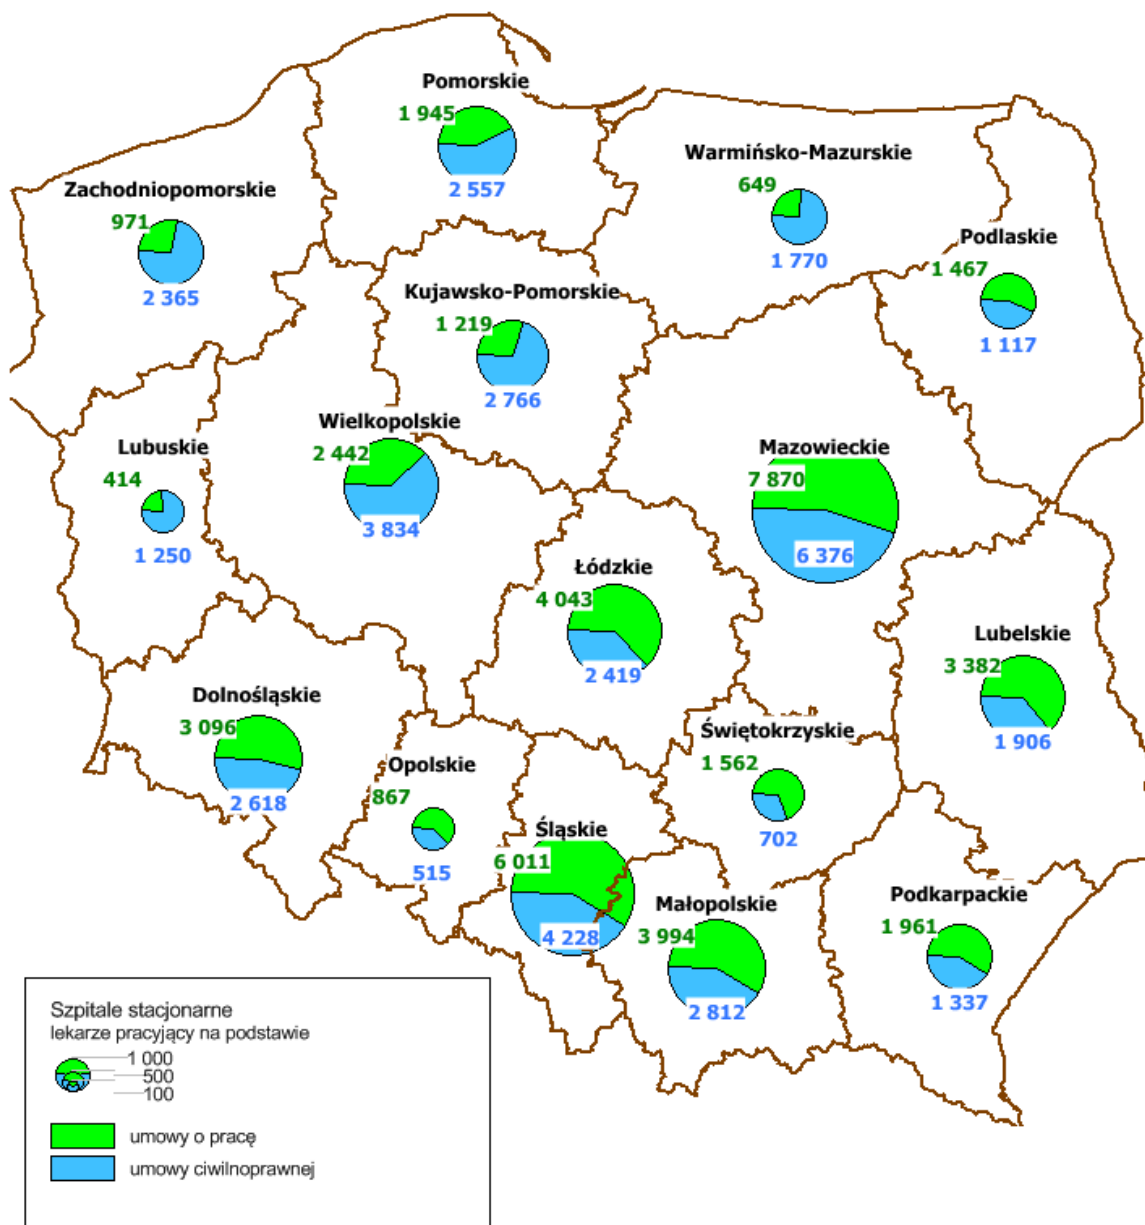 Pomorskie
1 945
2 557
Warmińsko-Mazurskie
649
1 770
Zachodniopomorskie
971
2 365
Podlaskie
1 467
1 117
Kujawsko-Pomorskie
1 219
2 766
Wielkopolskie
2 442
3 834
Lubuskie
414
1 250
Mazowieckie
7 870
6 376
Łódzkie
4 043
2 419
Lubelskie
3 382
1 906
Dolnośląskie
3 096
2 618
Opolskie
867
515
Świętokrzyskie
1 562
702
Śląskie
6 011
4 228
Małopolskie
3 994
2 812
Podkarpackie
1 961
1 337
Szpitale stacjonarne
lekarze pracyjący na podstawie
1 000
500
100
umowy o pracę
umowy ciwilnoprawnej